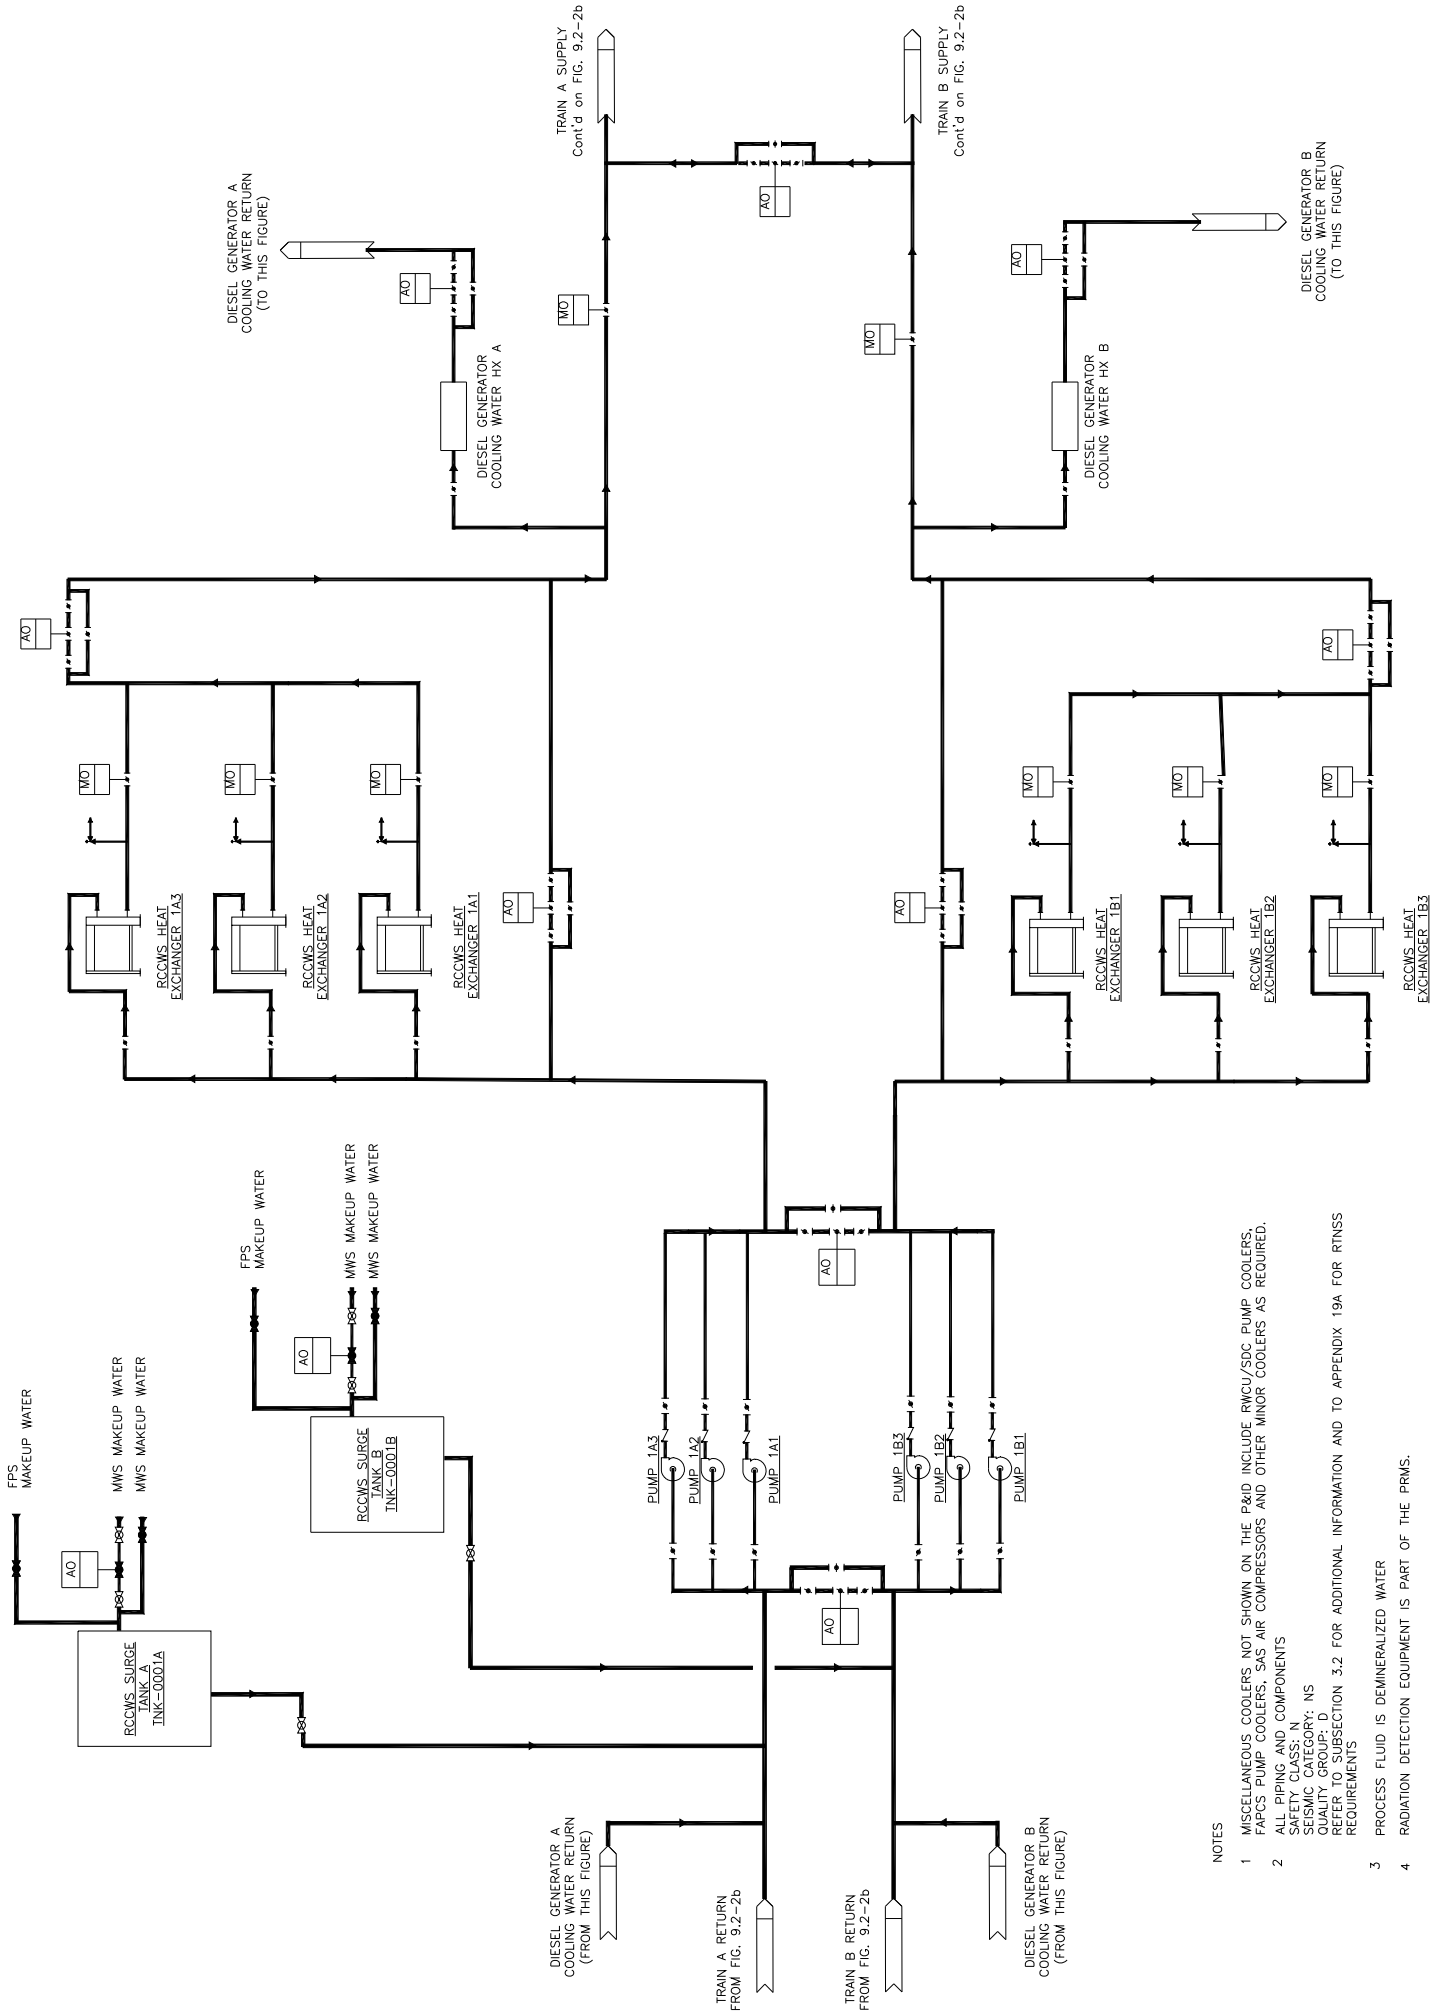 FPS
MAKEUP WATER
MWS MAKEUP WATER
MWS MAKEUP WATER
AO
RCCWS SURGE
TANK A
TNK-0001A
FPS
MAKEUP WATER
MWS MAKEUP WATER
MWS MAKEUP WATER
AO
RCCWS SURGE
TANK B
TNK-0001B
DIESEL GENERATOR A
COOLING WATER RETURN
(FROM THIS FIGURE)
TRAIN A RETURN
FROM FIG. 9.2-2b
TRAIN B RETURN
FROM FIG. 9.2-2b
DIESEL GENERATOR B
COOLING WATER RETURN
(FROM THIS FIGURE)
AO
PUMP 1A3
PUMP 1A2
PUMP 1A1
PUMP 1B3
PUMP 1B2
PUMP 1B1
AO
RCCWS HEAT
EXCHANGER 1A3
RCCWS HEAT
EXCHANGER 1A2
RCCWS HEAT
EXCHANGER 1A1
MO
MO
MO
AO
AO
RCCWS HEAT
EXCHANGER 1B1
RCCWS HEAT
EXCHANGER 1B2
RCCWS HEAT
EXCHANGER 1B3
MO
MO
MO
AO
AO
DIESEL GENERATOR
COOLING WATER HX A
AO
DIESEL GENERATOR A
COOLING WATER RETURN
(TO THIS FIGURE)
MO
TRAIN A SUPPLY
Cont'd on FIG. 9.2-2b
AO
MO
TRAIN B SUPPLY
Cont'd on FIG. 9.2-2b
DIESEL GENERATOR
COOLING WATER HX B
AO
DIESEL GENERATOR B
COOLING WATER RETURN
(TO THIS FIGURE)
NOTES
1 MISCELLANEOUS COOLERS NOT SHOWN ON THE P&ID INCLUDE RWCU/SDC PUMP COOLERS,
FAPCS PUMP COOLERS, SAS AIR COMPRESSORS AND OTHER MINOR COOLERS AS REQUIRED.
2 ALL PIPING AND COMPONENTS
SAFETY CLASS: N
SEISMIC CATEGORY: NS
QUALITY GROUP: D
REFER TO SUBSECTION 3.2 FOR ADDITIONAL INFORMATION AND TO APPENDIX 19A FOR RTNSS
REQUIREMENTS
3 PROCESS FLUID IS DEMINERALIZED WATER
4 RADIATION DETECTION EQUIPMENT IS PART OF THE PRMS.